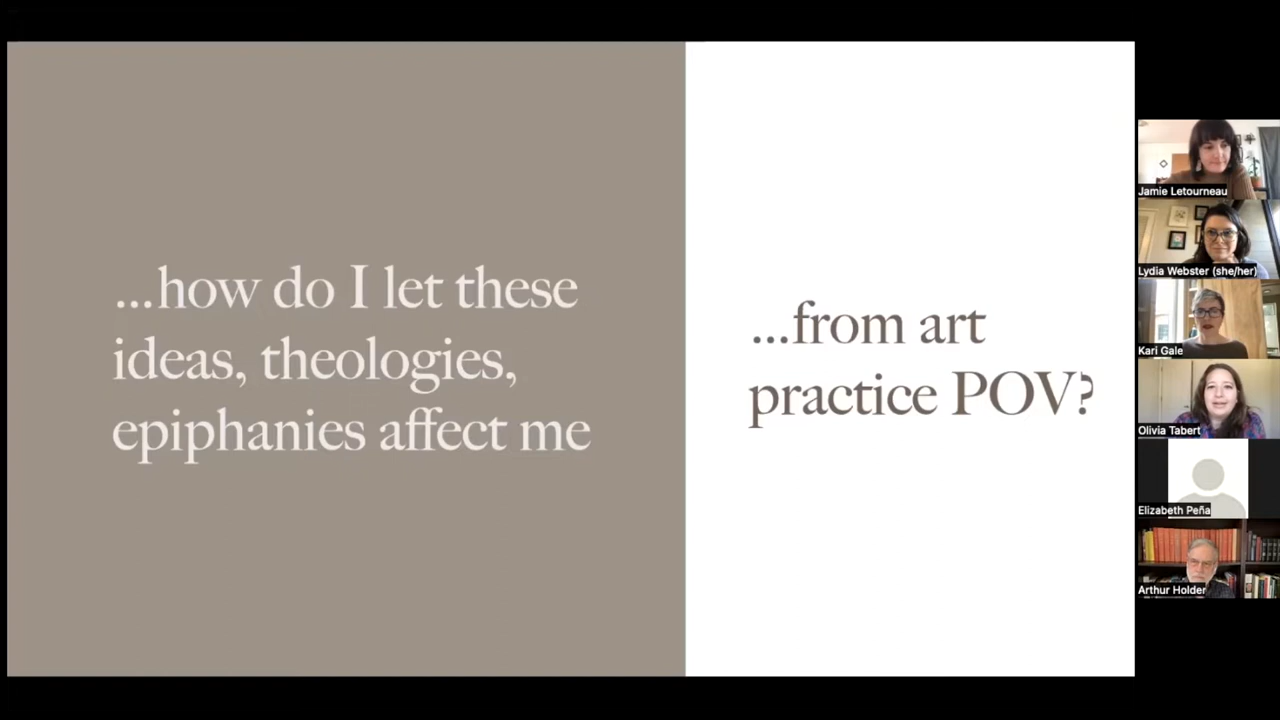 ...how do I let these
ideas, theologies,
epiphanies affect me
...from art
practice POV?
Jamie Letourneau
Lydia Webster (she/her)
Kari Gale
Olivia Tabert
Elizabeth Peña
Arthur Holder